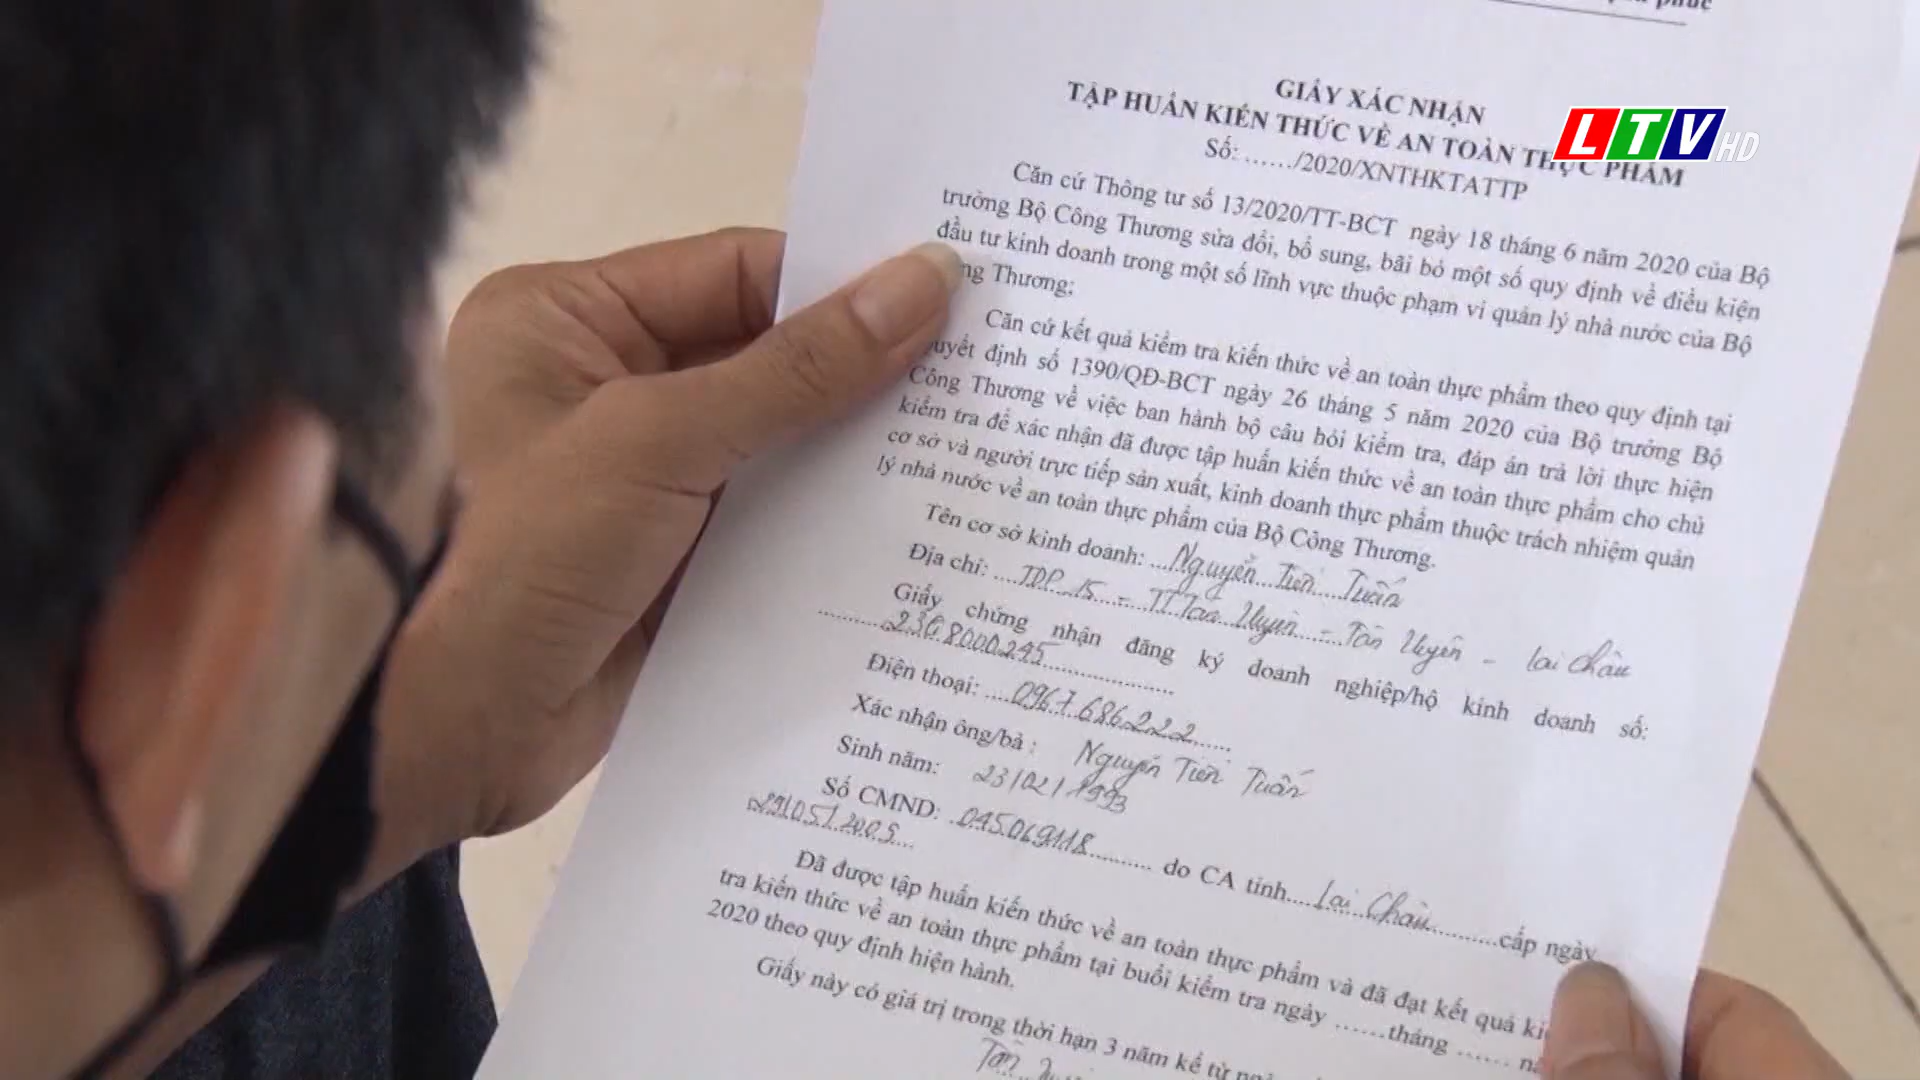 phúc
GIẤY XÁC NHẬN
TẬP HUẤN KIẾN THỨC VỀ AN TOÀN THỰC PHẨM
LTV HD
Số: ....../2020/XNTHKTATTP
Căn cứ Thông tư số 13/2020/TT-BCT ngày 18 tháng 6 năm 2020 của Bộ
trưởng Bộ Công Thương sửa đổi, bổ sung, bãi bỏ một số quy định về điều kiện
đầu tư kinh doanh trong một số lĩnh vực thuộc phạm vi quản lý nhà nước của Bộ
ng Thương;
Căn cứ kết quả kiểm tra kiến thức về an toàn thực phẩm theo quy định tại
uyết định số 1390/QĐ-BCT ngày 26 tháng 5 năm 2020 của Bộ trưởng Bộ
Công Thương về việc ban hành bộ câu hỏi kiểm tra, đáp án trả lời thực hiện
kiểm tra để xác nhận đã được tập huấn kiến thức về an toàn thực phẩm cho chủ
cơ sở và người trực tiếp sản xuất, kinh doanh thực phẩm thuộc trách nhiệm quản
lý nhà nước về an toàn thực phẩm của Bộ Công Thương.
Tên cơ sở kinh doanh: ...Nguyễn Tiến Tuấn
Địa chỉ: ....TDP 15 - TT Tân Uyên - Tân Uyên - Lai Châu
Giấy chứng nhận đăng ký doanh nghiệp/hộ kinh doanh số:
..........23G8000245....................
Điện thoại: ....0967.686.222......
Xác nhận ông/bà : Nguyễn Tiến Tuấn
Sinh năm: 23/02/1993
Số CMND: .045069118.......... do CA tỉnh....Lai Châu..........cấp ngày
2910512005....
Đã được tập huấn kiến thức về an toàn thực phẩm và đã đạt kết quả
tra kiến thức về an toàn thực phẩm tại buổi kiểm tra ngày ......tháng ......
2020 theo quy định hiện hành.
Giấy này có giá trị trong thời hạn 3 năm kể từ
Tân